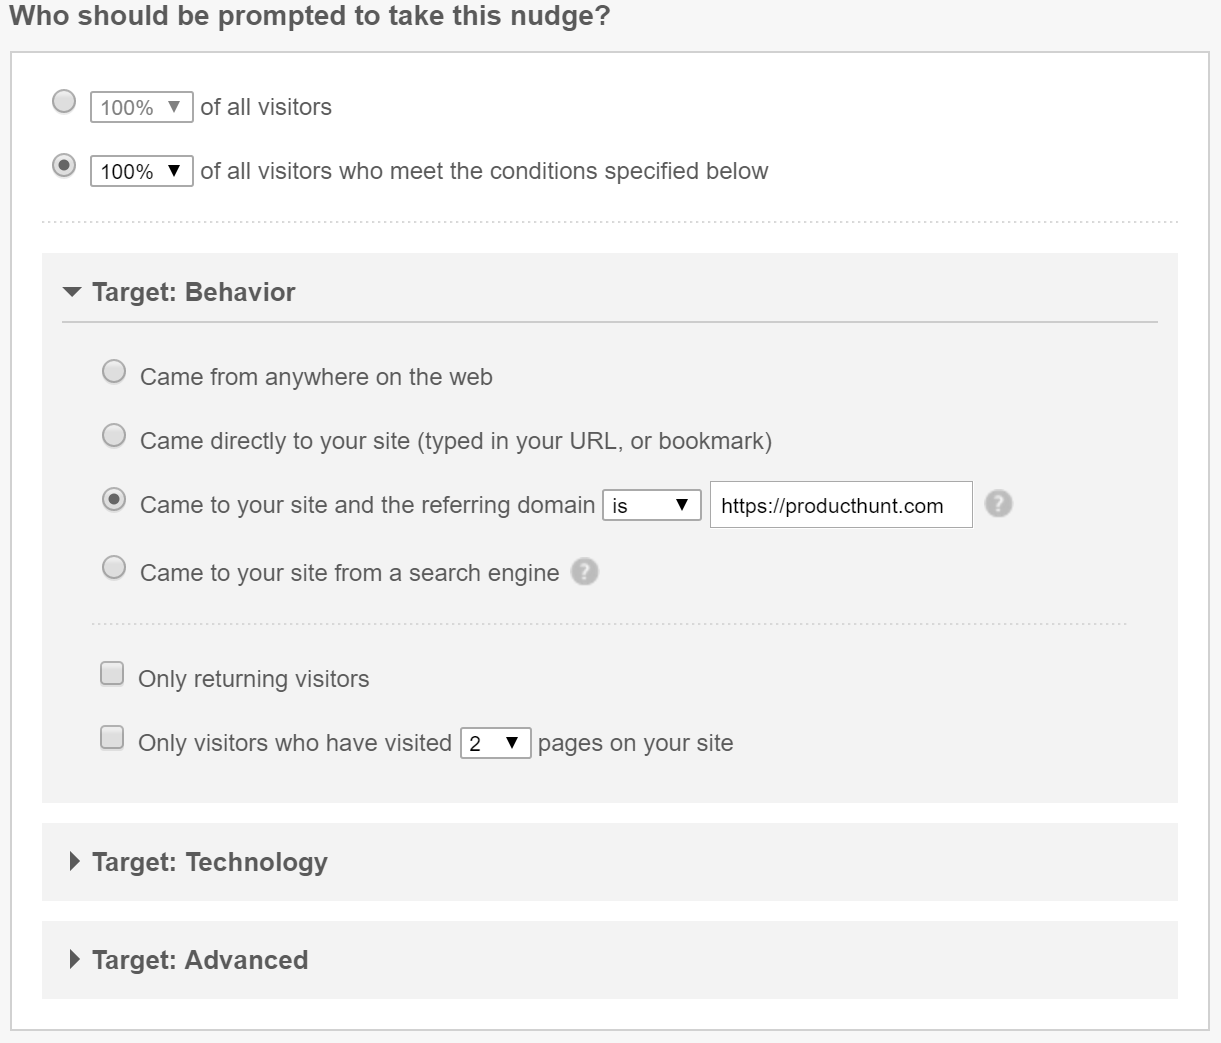 Who should be prompted to take this nudge?
100% ▼ of all visitors
100% ▼ of all visitors who meet the conditions specified below
Target: Behavior
Came from anywhere on the web
Came directly to your site (typed in your URL, or bookmark)
Came to your site and the referring domain is ▼ https://producthunt.com ?
Came to your site from a search engine ?
Only returning visitors
Only visitors who have visited 2 ▼ pages on your site
Target: Technology
Target: Advanced